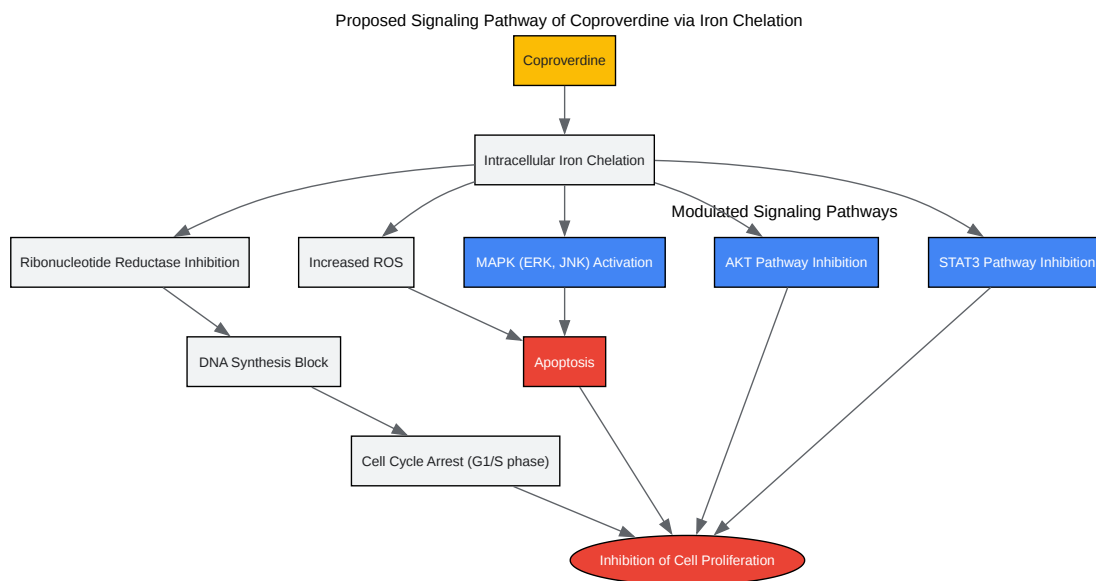 Proposed Signaling Pathway of Coproverdine via Iron Chelation
Coproverdine
Intracellular Iron Chelation
Modulated Signaling Pathways
Ribonucleotide Reductase Inhibition
Increased ROS
MAPK (ERK, JNK) Activation
AKT Pathway Inhibition
STAT3 Pathway Inhibition
DNA Synthesis Block
Apoptosis
Cell Cycle Arrest (G1/S phase)
Inhibition of Cell Proliferation